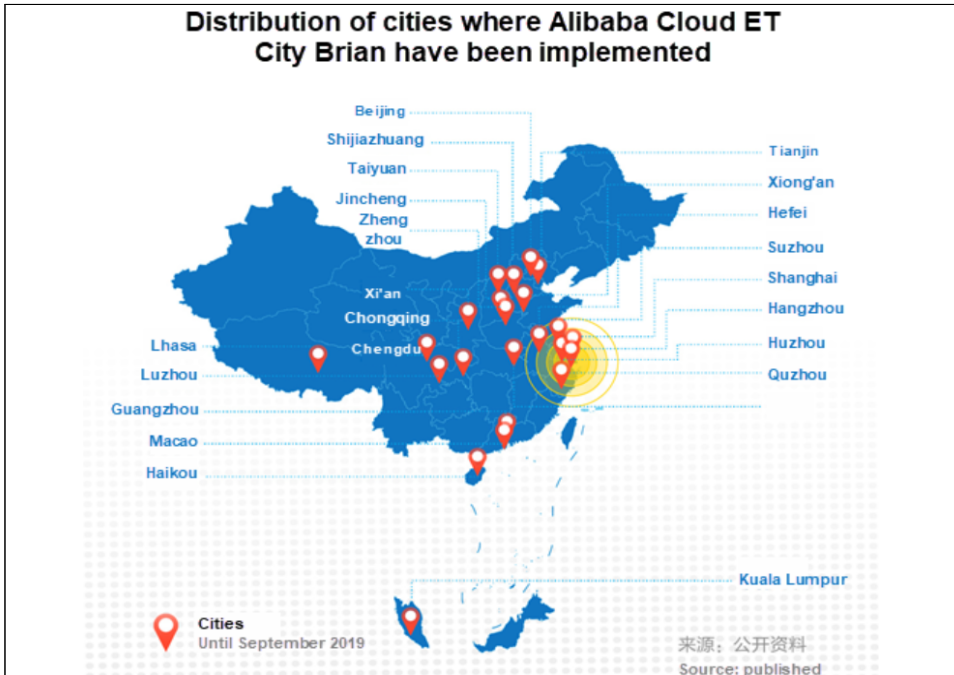 Distribution of cities where Alibaba Cloud ET
City Brian have been implemented
Beijing
Shijiazhuang
Taiyuan
Jincheng
Zheng
zhou
Xi'an
Chongqing
Chengdu
Lhasa
Luzhou
Guangzhou
Macao
Haikou
Tianjin
Xiong'an
Hefei
Suzhou
Shanghai
Hangzhou
Huzhou
Quzhou
Kuala Lumpur
Cities
Until September 2019
来源：公开资料
Source: published